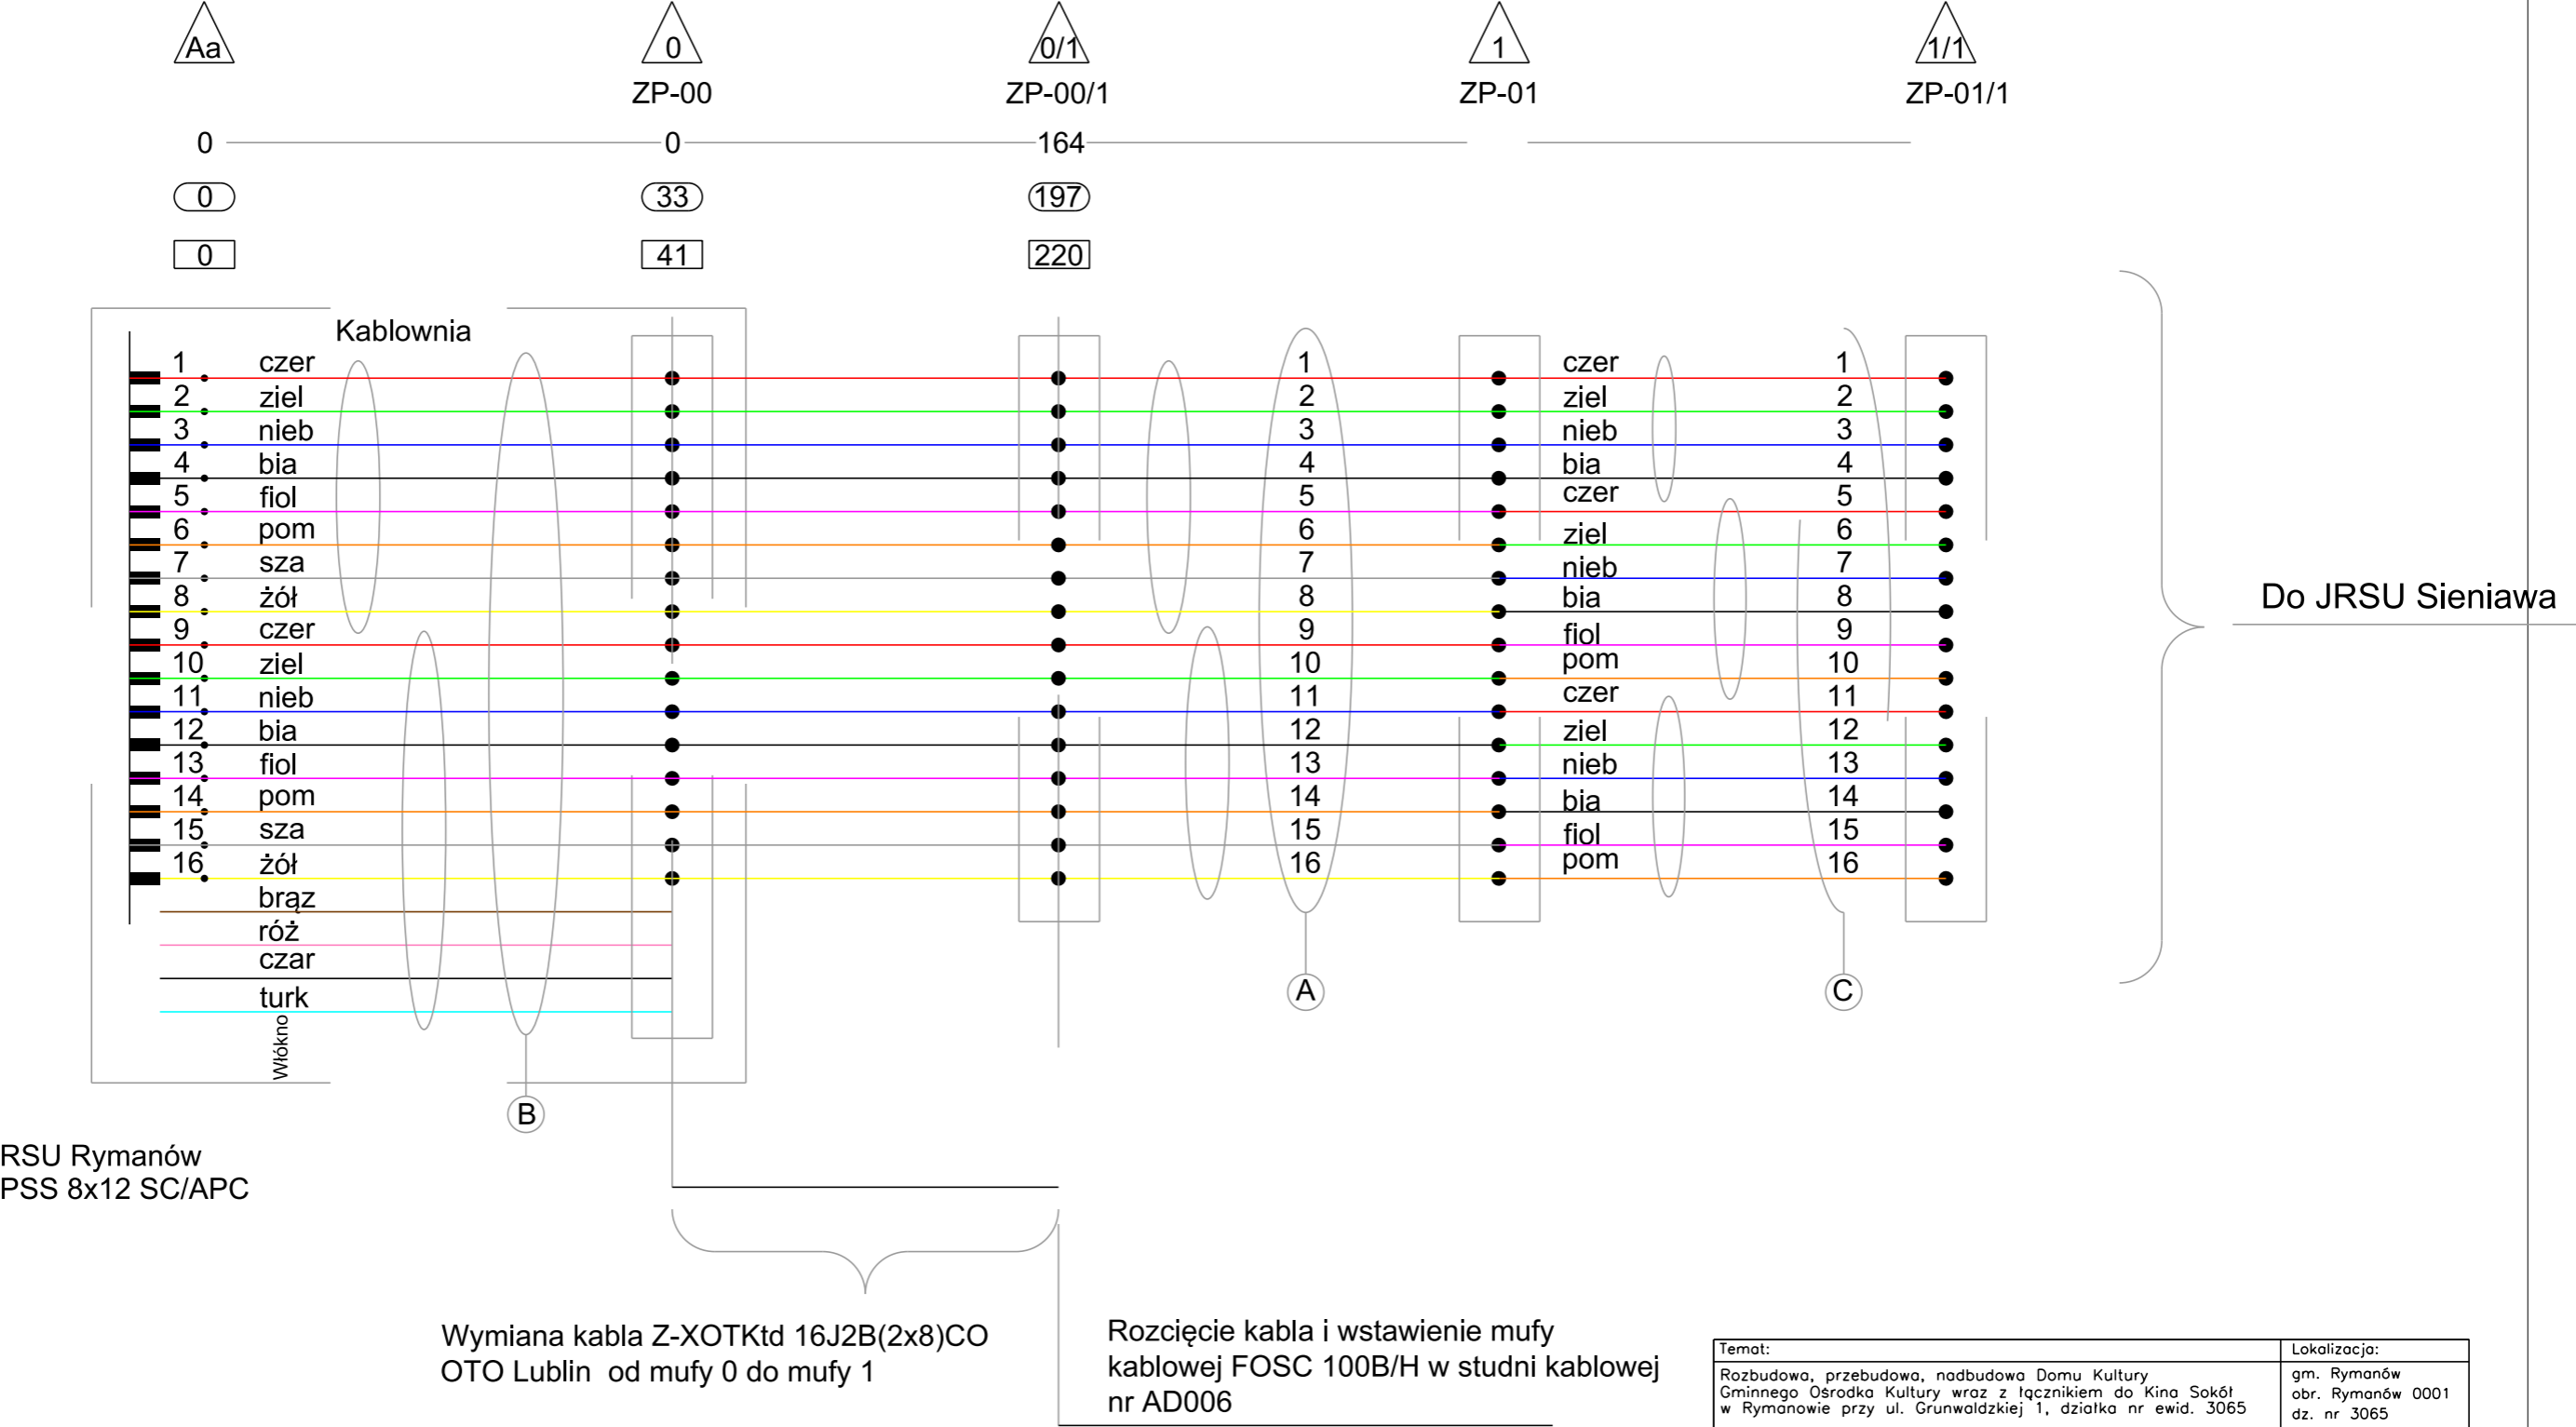 Aa 0 0/1 1 1/1
ZP-00 ZP-00/1 ZP-01 ZP-01/1
0 0 164
0 33 197
0 41 220
Kablownia
1 czer 1 czer 1
2 ziel 2 ziel 2
3 nieb 3 nieb 3
4 bia 4 bia 4
5 fiol 5 czer 5
6 pom 6 ziel 6
7 sza 7 nieb 7
8 żół 8 bia 8
9 czer 9 fiol 9
10 ziel 10 pom 10
11 nieb 11 czer 11
12 bia 12 ziel 12
13 fiol 13 nieb 13
14 pom 14 bia 14
15 sza 15 fiol 15
16 żół 16 pom 16
brąz
róż
czar
turk
Włókno
Do JRSU Sieniawa
A
C
B
RSU Rymanów
PSS 8x12 SC/APC
Wymiana kabla Z-XOTKtd 16J2B(2x8)CO
OTO Lublin od mufy 0 do mufy 1
Rozcięcie kabla i wstawienie mufy
kablowej FOSC 100B/H w studni kablowej
nr AD006
Temat:
Rozbudowa, przebudowa, nadbudowa Domu Kultury
Gminnego Ośrodka Kultury wraz z łącznikiem do Kina Sokół
w Rymanowie przy ul. Grunwaldzkiej 1, działka nr ewid. 3065
Lokalizacja:
gm. Rymanów
obr. Rymanów 0001
dz. nr 3065